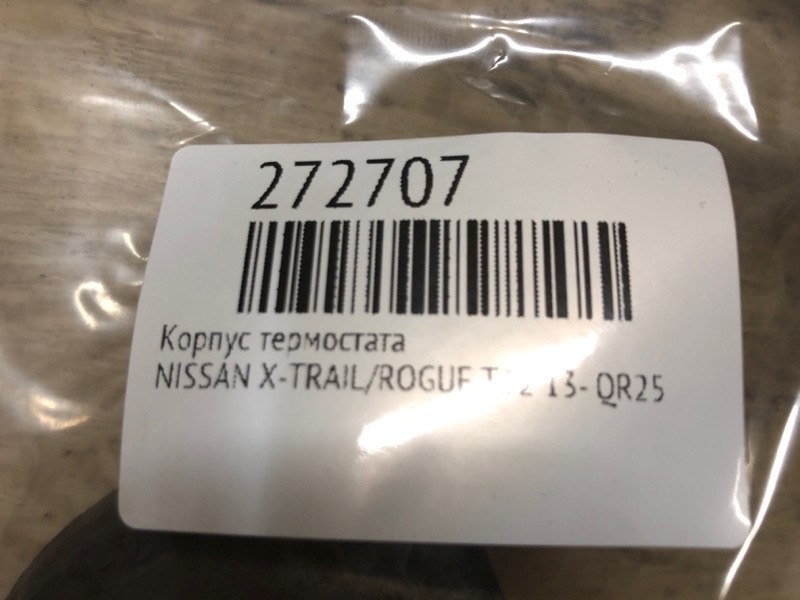 272707
Корпус термостата
NISSAN X-TRAIL/ROGUE 13- QR25